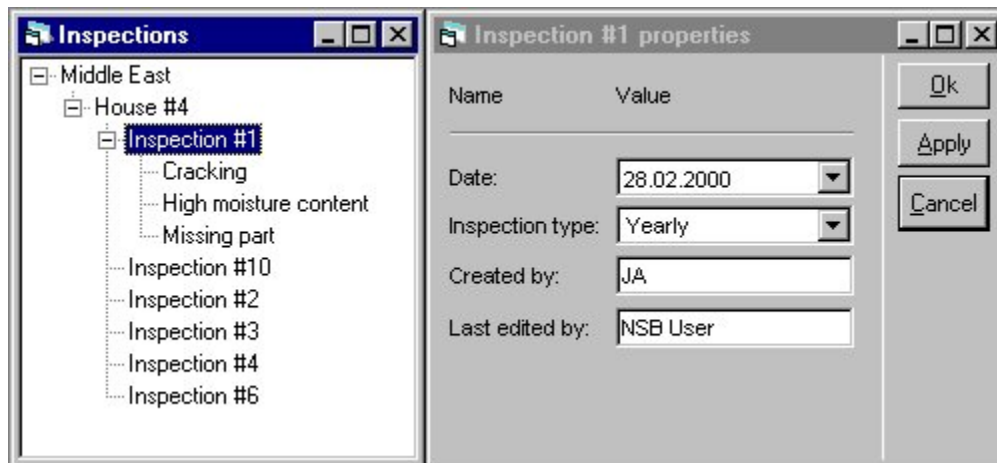 Inspections
Middle East
House #4
Inspection #1
Cracking
High moisture content
Missing part
Inspection #10
Inspection #2
Inspection #3
Inspection #4
Inspection #6
Inspection #1 properties
Name Value
Date: 28.02.2000
Inspection type: Yearly
Created by: JA
Last edited by: NSB User
Ok
Apply
Cancel